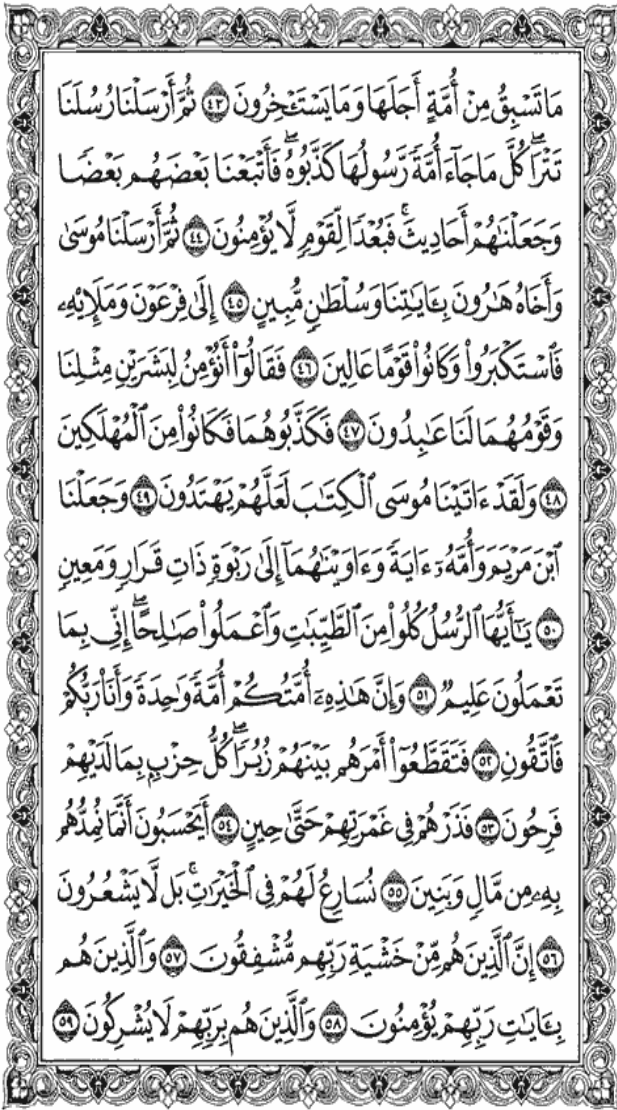 مَا تَسْبِقُ مِنْ أُمَّةٍ أَجَلَهَا وَمَا يَسْتَـْٔخِرُونَ ٤٣ ثُمَّ أَرْسَلْنَا رُسُلَنَا
تَتْرَاۖ كُلَّ مَا جَآءَ أُمَّةً رَّسُولُهَا كَذَّبُوهُۖ فَأَتْبَعْنَا بَعْضَهُم بَعْضًا
وَجَعَلْنَٰهُمْ أَحَادِيثَۚ فَبُعْدًا لِّقَوْمٍ لَّا يُؤْمِنُونَ ٤٤ ثُمَّ أَرْسَلْنَا مُوسَىٰ
وَأَخَاهُ هَٰرُونَ بِـَٔايَٰتِنَا وَسُلْطَٰنٍ مُّبِينٍ ٤٥ إِلَىٰ فِرْعَوْنَ وَمَلَإِي۟هِۦ
فَٱسْتَكْبَرُوا۟ وَكَانُوا۟ قَوْمًا عَالِينَ ٤٦ فَقَالُوٓا۟ أَنُؤْمِنُ لِبَشَرَيْنِ مِثْلِنَا
وَقَوْمُهُمَا لَنَا عَٰبِدُونَ ٤٧ فَكَذَّبُوهُمَا فَكَانُوا۟ مِنَ ٱلْمُهْلَكِينَ
٤٨ وَلَقَدْ ءَاتَيْنَا مُوسَى ٱلْكِتَٰبَ لَعَلَّهُمْ يَهْتَدُونَ ٤٩ وَجَعَلْنَا
ٱبْنَ مَرْيَمَ وَأُمَّهُۥٓ ءَايَةً وَءَاوَيْنَٰهُمَآ إِلَىٰ رَبْوَةٍ ذَاتِ قَرَارٍ وَمَعِينٍ
٥٠ يَٰٓأَيُّهَا ٱلرُّسُلُ كُلُوا۟ مِنَ ٱلطَّيِّبَٰتِ وَٱعْمَلُوا۟ صَٰلِحًاۖ إِنِّى بِمَا
تَعْمَلُونَ عَلِيمٌ ٥١ وَإِنَّ هَٰذِهِۦٓ أُمَّتُكُمْ أُمَّةً وَٰحِدَةً وَأَنَا۠ رَبُّكُمْ
فَٱتَّقُونِ ٥٢ فَتَقَطَّعُوٓا۟ أَمْرَهُم بَيْنَهُمْ زُبُرًاۖ كُلُّ حِزْبٍۭ بِمَا لَدَيْهِمْ
فَرِحُونَ ٥٣ فَذَرْهُمْ فِى غَمْرَتِهِمْ حَتَّىٰ حِينٍ ٥٤ أَيَحْسَبُونَ أَنَّمَا نُمِدُّهُم
بِهِۦ مِن مَّالٍ وَبَنِينَ ٥٥ نُسَارِعُ لَهُمْ فِى ٱلْخَيْرَٰتِۚ بَل لَّا يَشْعُرُونَ
٥٦ إِنَّ ٱلَّذِينَ هُم مِّنْ خَشْيَةِ رَبِّهِم مُّشْفِقُونَ ٥٧ وَٱلَّذِينَ هُم
بِـَٔايَٰتِ رَبِّهِمْ يُؤْمِنُونَ ٥٨ وَٱلَّذِينَ هُم بِرَبِّهِمْ لَا يُشْرِكُونَ ٥٩